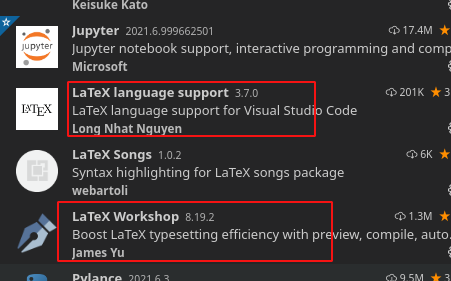 Keisuke Kato
Jupyter 2021.6.999662501 17.4M
jupyter
Jupyter notebook support, interactive programming and comp
Microsoft
LaTeX language support 3.7.0 201K 3
LATEX
LaTeX language support for Visual Studio Code
Long Nhat Nguyen
LaTeX Songs 1.0.2 6K
Syntax highlighting for LaTeX songs package
webartoli
LaTeX Workshop 8.19.2 1.3M
Boost LaTeX typesetting efficiency with preview, compile, auto.
James Yu
Pylance 2021.6.3 9.5M 3